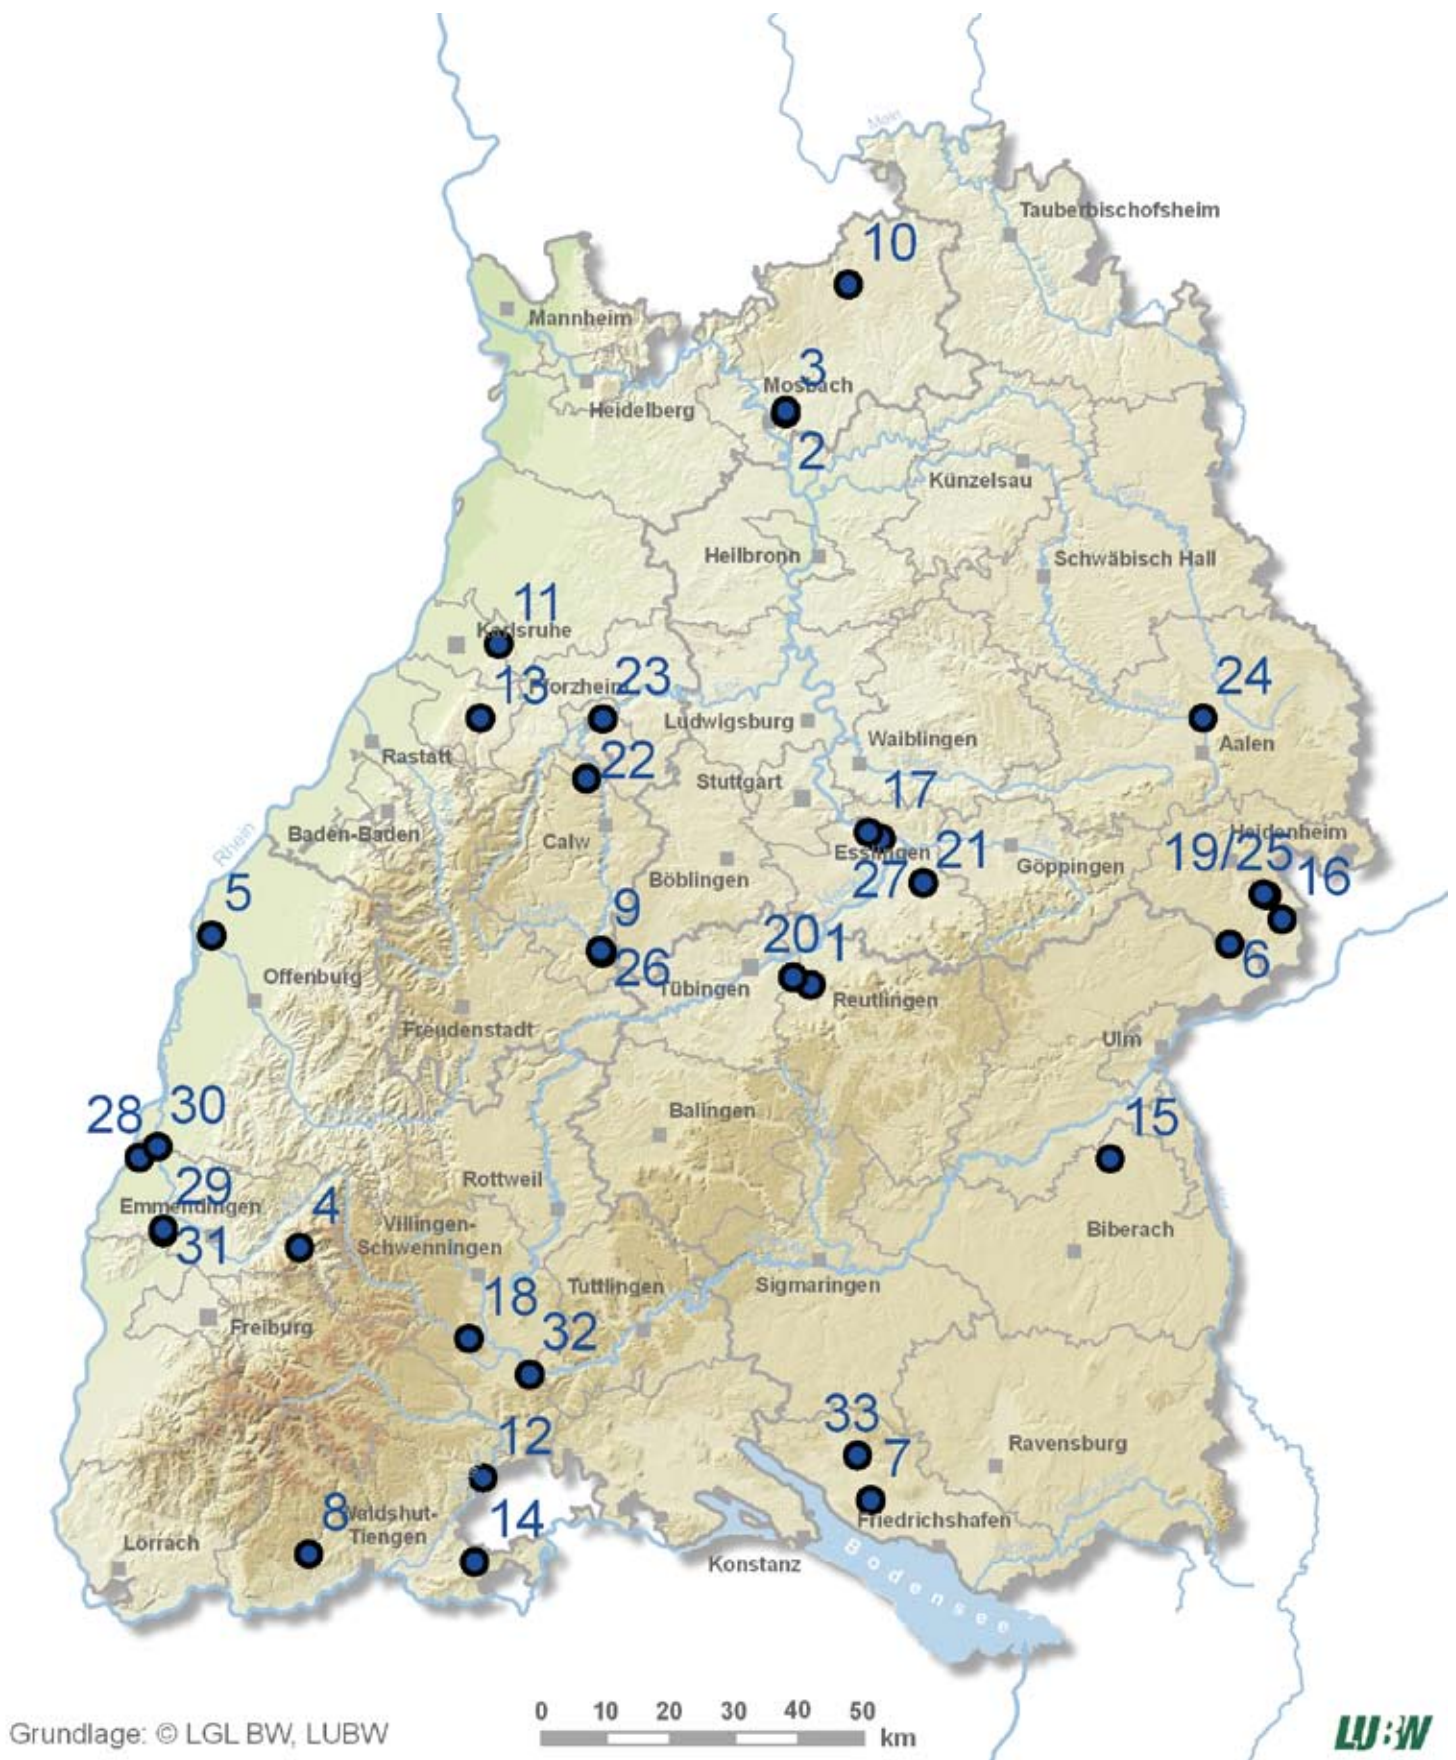 Main
Tauberbischofsheim
10
Mannheim
3
Mosbach
Heidelberg
2
Künzelsau
Heilbronn
Schwäbisch Hall
11
Karlsruhe
13
Pforzheim
23
24
Ludwigsburg
Waiblingen
Aalen
Rastatt
22
Stuttgart
17
Rhein
Baden-Baden
Calw
Heidenheim
Esslingen
21
Göppingen
19/25
16
Böblingen
27
5
9
20
1
6
Offenburg
26
Tübingen
Reutlingen
Freudenstadt
Ulm
28
30
Balingen
15
29
Rottweil
Emmendingen
4
Villingen-
Schwenningen
31
Biberach
18
Tuttlingen
Sigmaringen
Freiburg
32
33
12
7
Ravensburg
8
Waldshut-
Tiengen
14
Friedrichshafen
Lörrach
Konstanz
Bodensee
0 10 20 30 40 50
km
Grundlage: © LGL BW, LUBW
LUBW